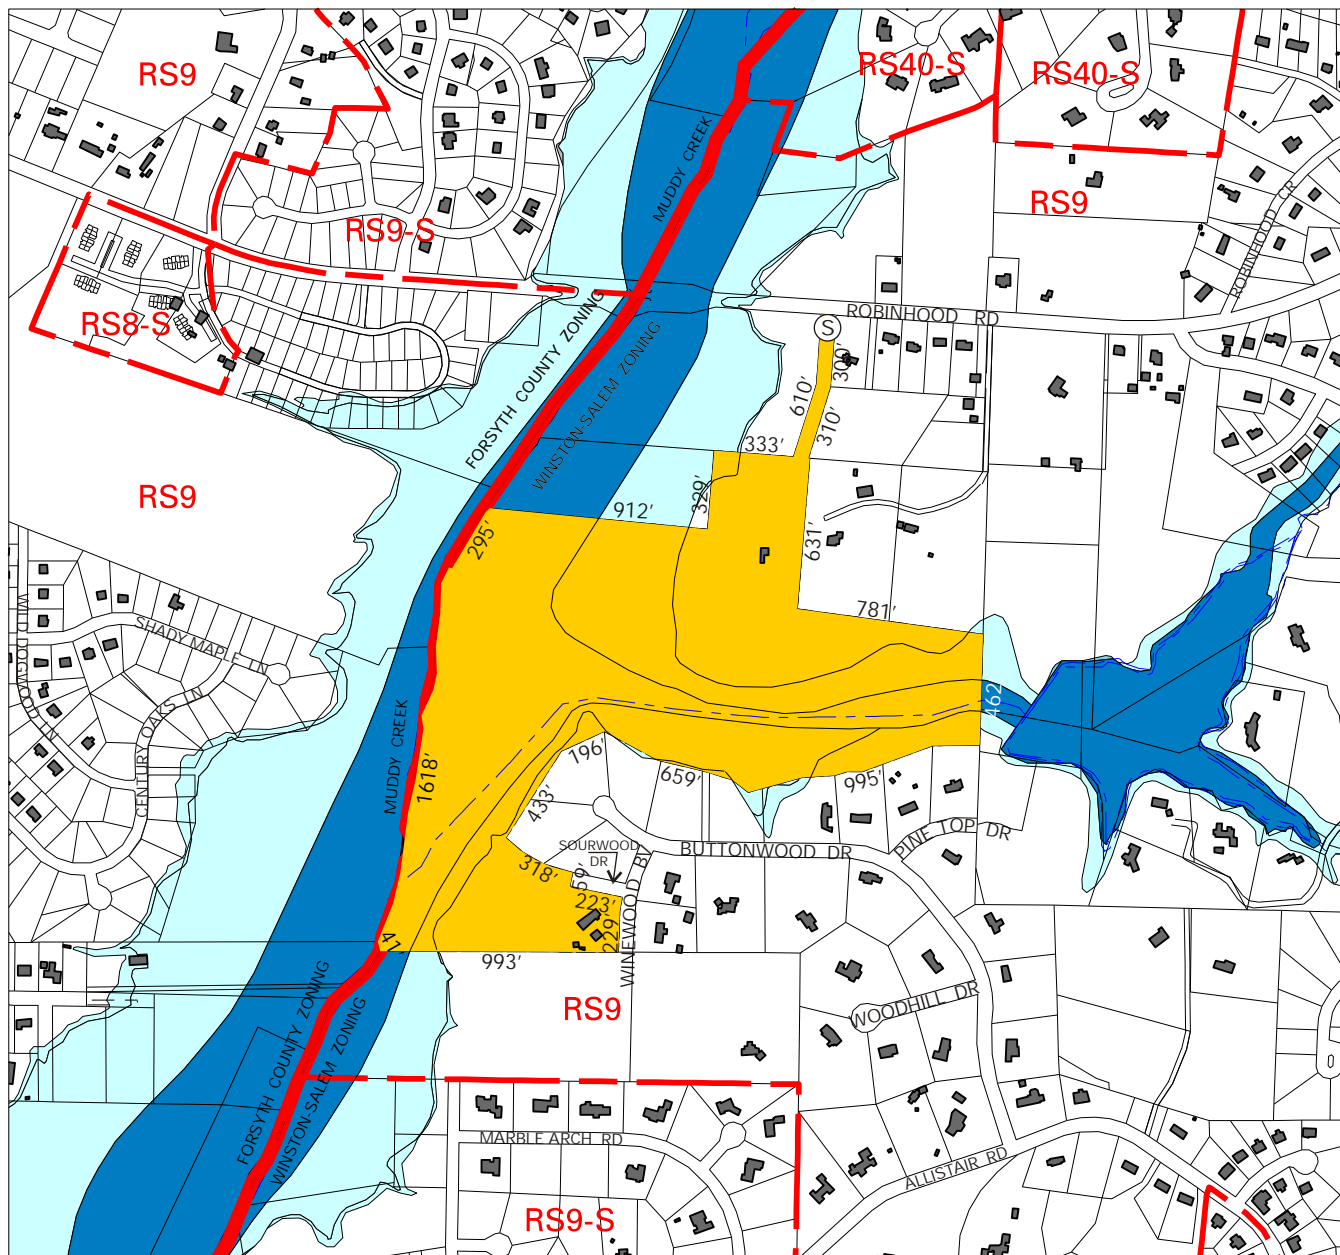 RS9
RS40-S
RS40-S
MUDDY CREEK
RS9
ROBINHOOD CR
RS9-S
RS8-S
ROBINHOOD RD
S
FORSYTH COUNTY ZONING
WINSTON-SALEM ZONING
300'
610'
310'
333'
329'
912'
295'
631'
RS9
781'
WILD DOGWOOD LN
SHADY MAPLE LN
CENTURY OAKS LN
462
MUDDY CREEK
1618'
196'
659'
995'
433'
SOURWOOD
DR
BUTTONWOOD DR
PINE TOP DR
318'
59'
223'
229'
WINEWOOD BV
41'
993'
RS9
WOODHILL DR
FORSYTH COUNTY ZONING
WINSTON-SALEM ZONING
MARBLE ARCH RD
ALLISTAIR RD
RS9-S